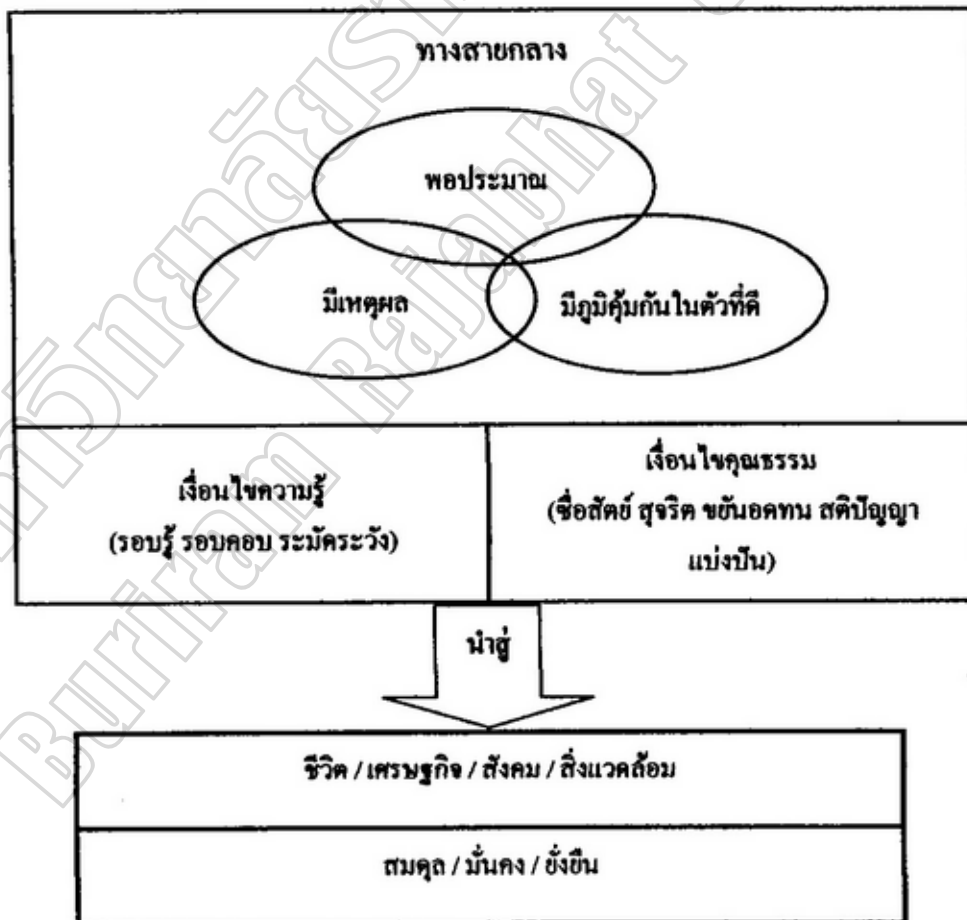 ทางสายกลาง
พอประมาณ
มีเหตุผล
มีภูมิคุ้มกันในตัวที่ดี
เงื่อนไขความรู้
(รอบรู้ รอบคอบ ระมัดระวัง)
เงื่อนไขคุณธรรม
(ซื่อสัตย์ สุจริต ขยันอดทน สติปัญญา
แบ่งปัน)
นำสู่
ชีวิต / เศรษฐกิจ / สังคม / สิ่งแวดล้อม
สมดุล / มั่นคง / ยั่งยืน
Buriram Rajabhat